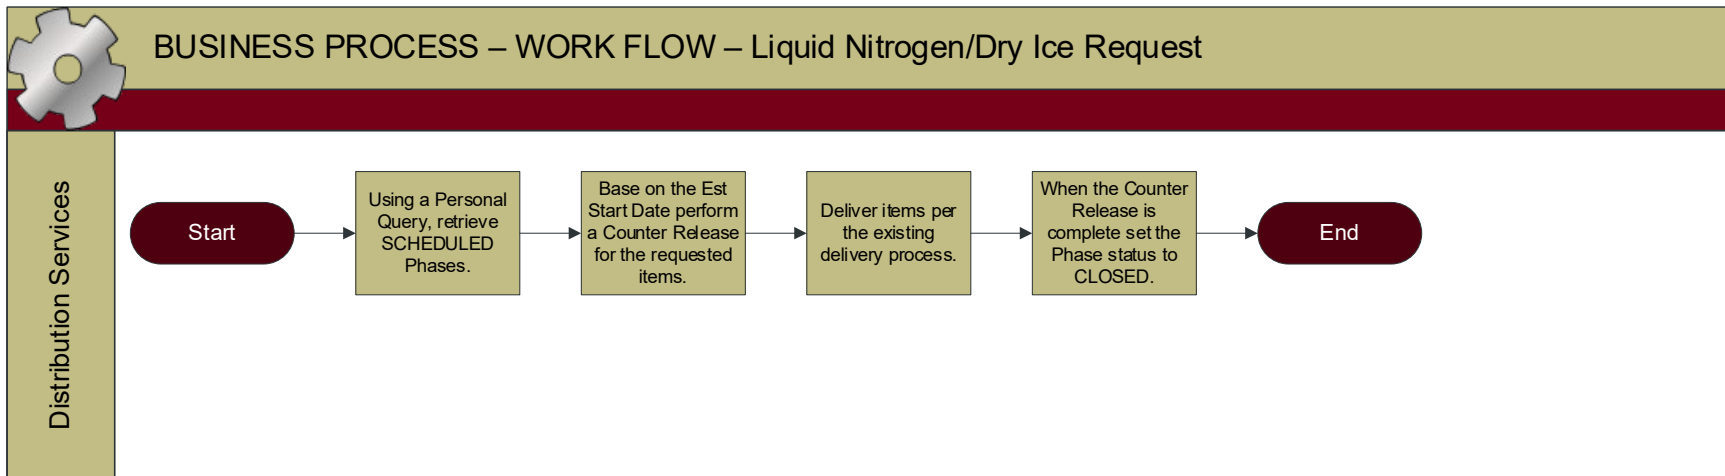 BUSINESS PROCESS – WORK FLOW – Liquid Nitrogen/Dry Ice Request
Distribution Services
Start
Using a Personal
Query, retrieve
SCHEDULED
Phases.
Base on the Est
Start Date perform
a Counter Release
for the requested
items.
Deliver items per
the existing
delivery process.
When the Counter
Release is
complete set the
Phase status to
CLOSED.
End